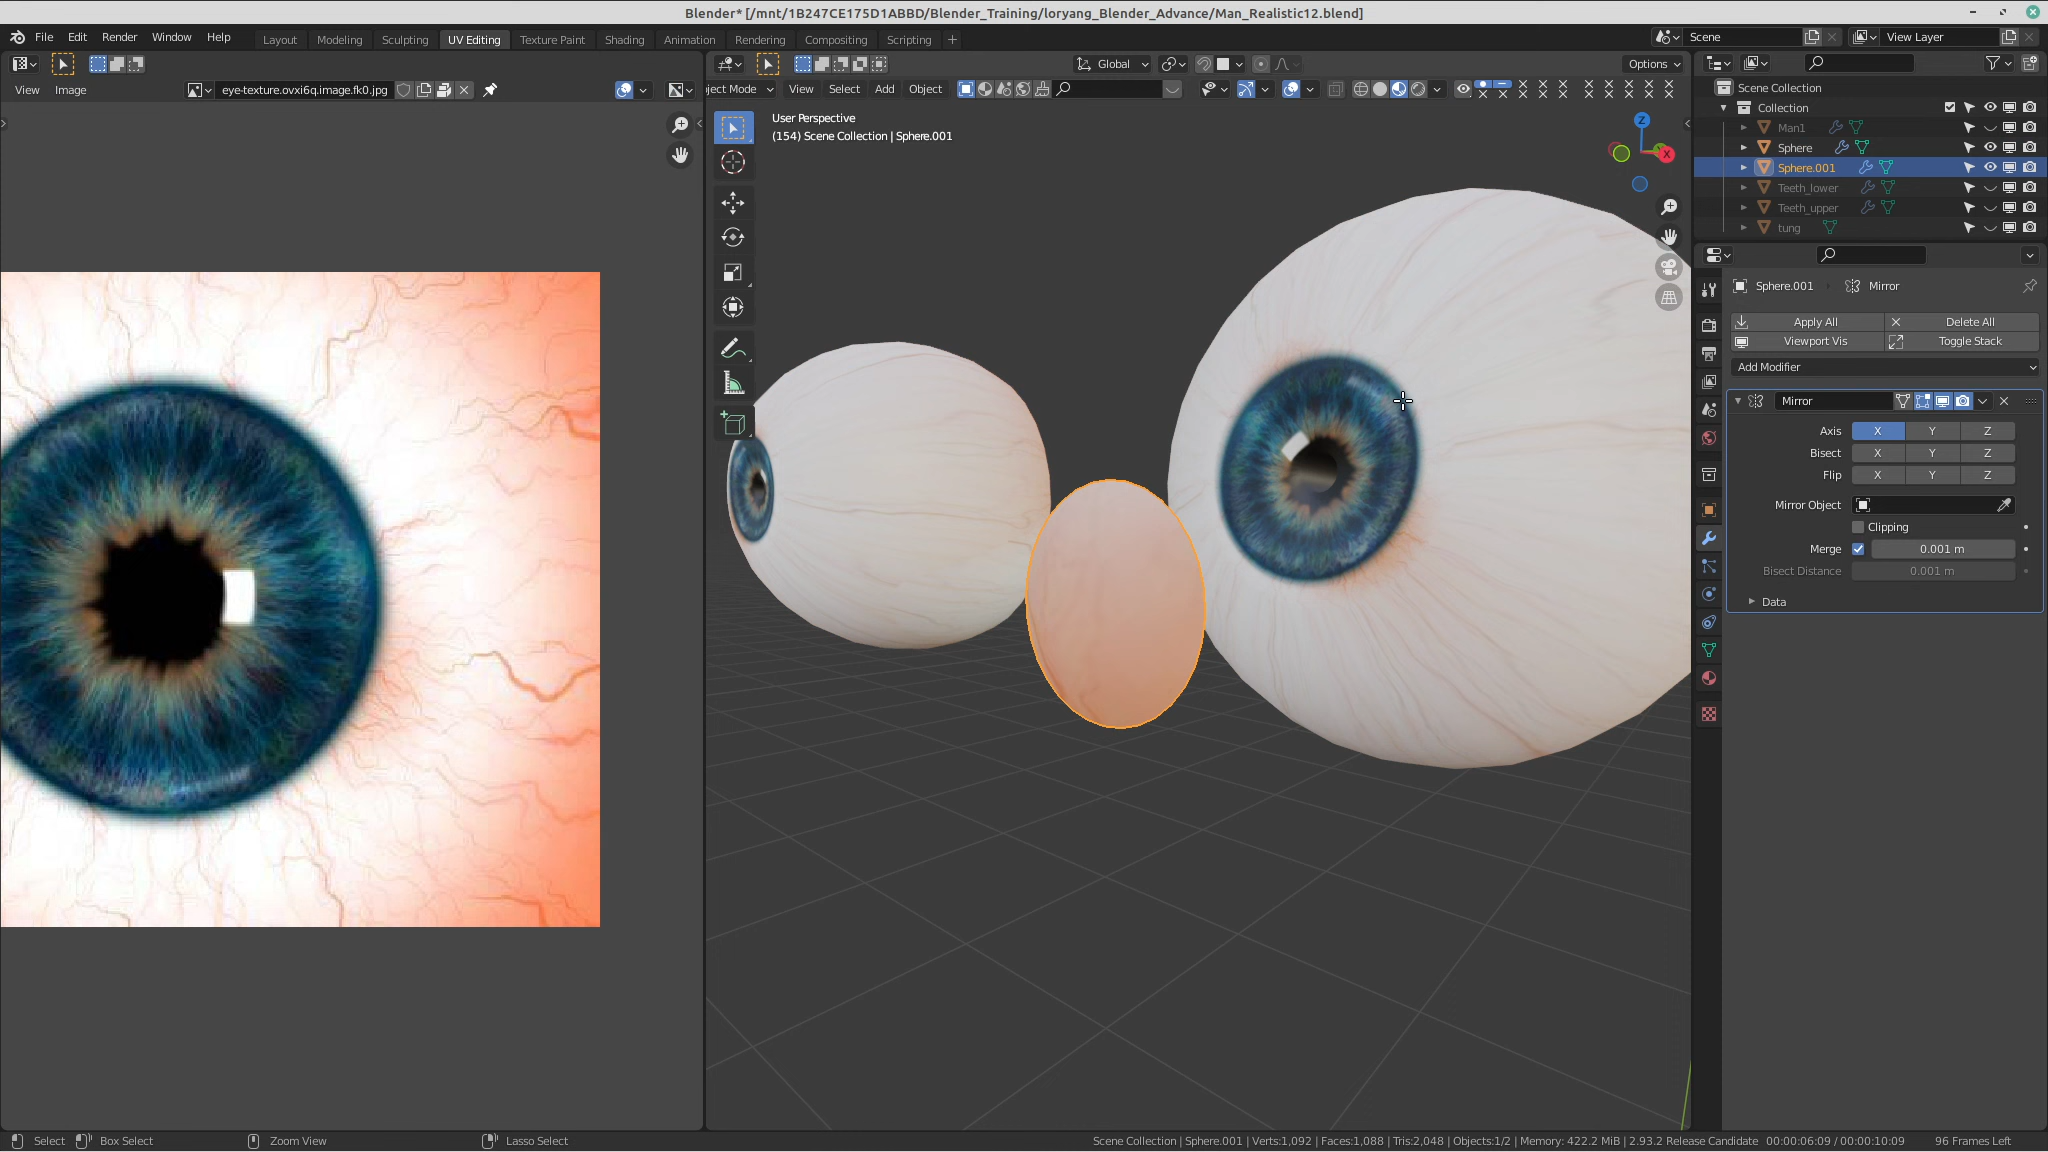 Blender* [/mnt/1B247CE175D1ABBD/Blender_Training/loryang_Blender_Advance/Man_Realistic12.blend]
File Edit Render Window Help Layout Modeling Sculpting UV Editing Texture Paint Shading Animation Rendering Compositing Scripting + Scene View Layer
Global Options
View Image eye-texture.ovxi6q.image.fk0.jpg
ject Mode View Select Add Object
User Perspective
(154) Scene Collection | Sphere.001
Z
X
Scene Collection
Collection
Man1
Sphere
Sphere.001
Teeth_lower
Teeth_upper
tung
Sphere.001 Mirror
Apply All Delete All
Viewport Vis Toggle Stack
Add Modifier
Mirror
Axis X Y Z
Bisect X Y Z
Flip X Y Z
Mirror Object
Clipping
Merge 0.001 m
Bisect Distance 0.001 m
Data
Select Box Select Zoom View Lasso Select Scene Collection | Sphere.001 | Verts:1,092 | Faces:1,088 | Tris:2,048 | Objects:1/2 | Memory: 422.2 MiB | 2.93.2 Release Candidate 00:00:06:09 / 00:00:10:09 96 Frames Left